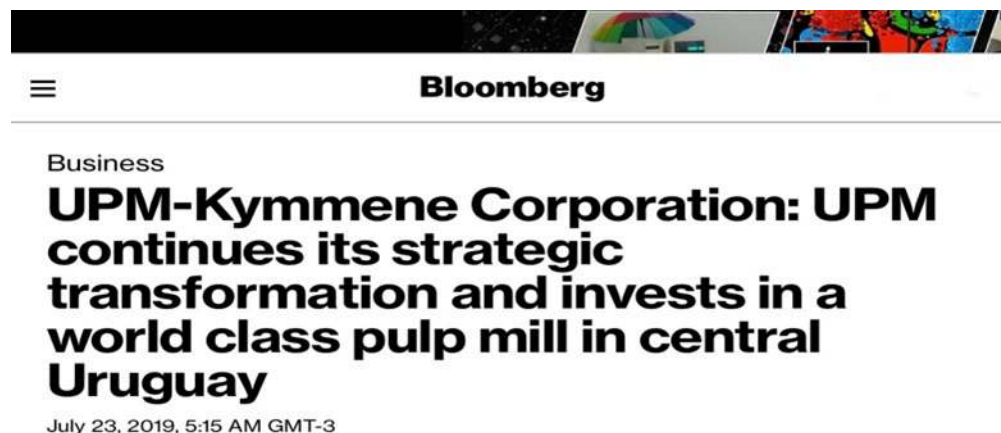 Bloomberg
Business
UPM-Kymmene Corporation: UPM
continues its strategic
transformation and invests in a
world class pulp mill in central
Uruguay
July 23, 2019, 5:15 AM GMT-3